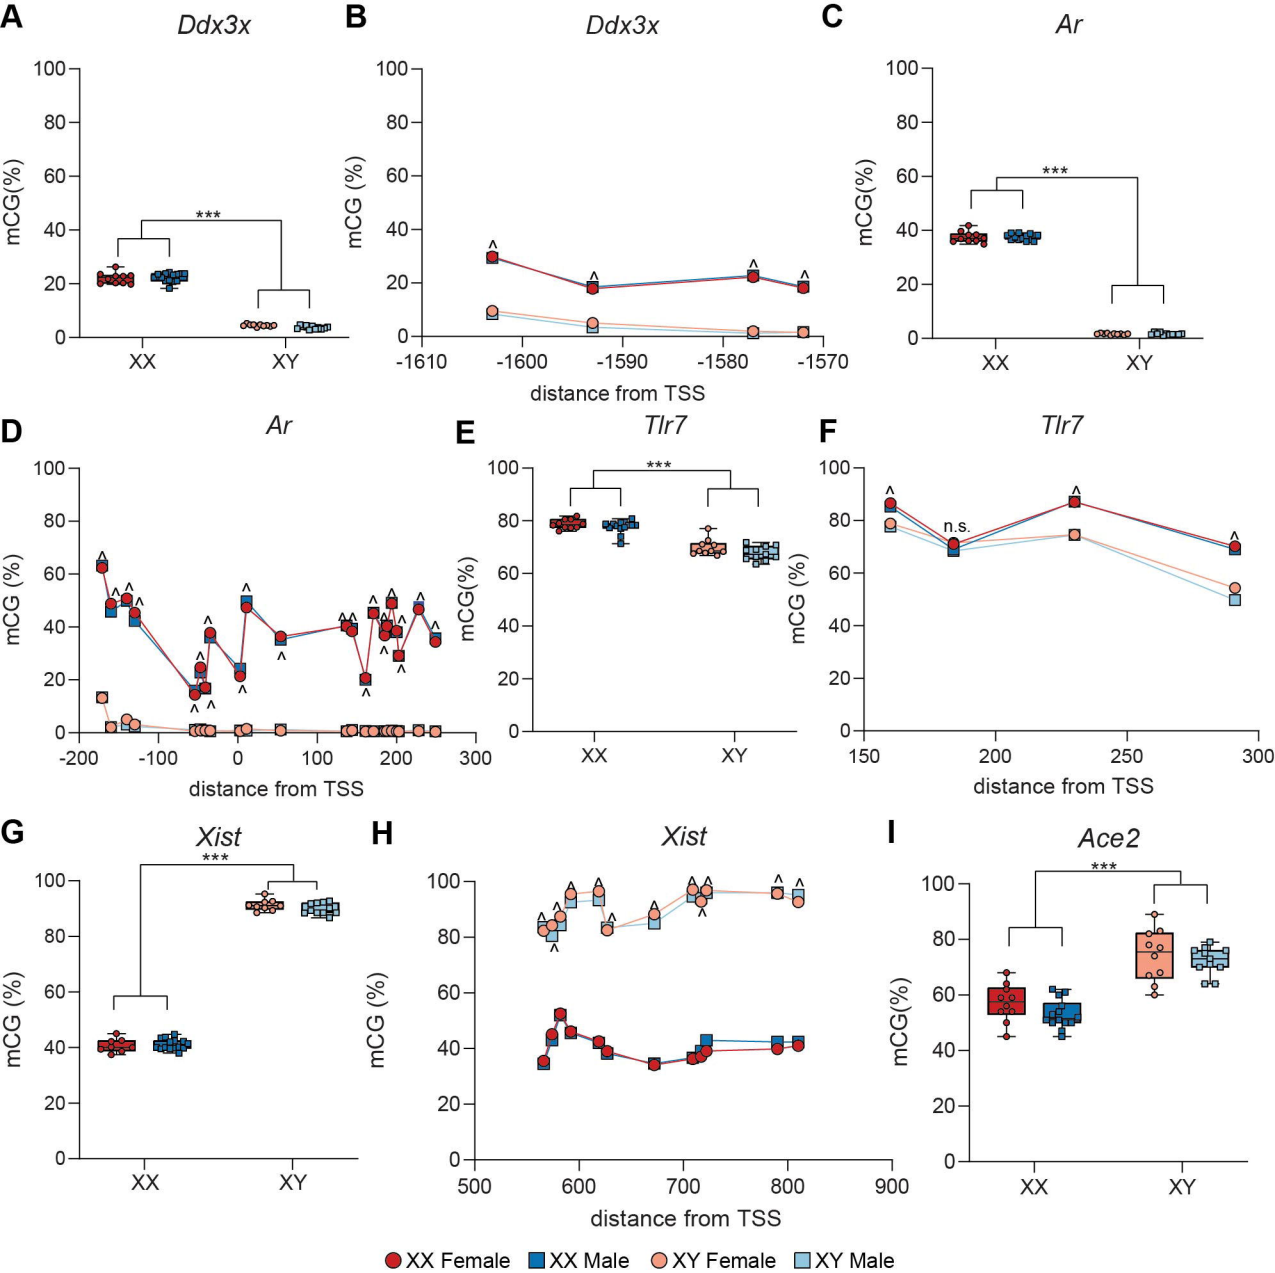 A
Ddx3x
B
Ddx3x
C
Ar
100
80
60
40
20
0
mCG(%)
***
XX
XY
100
80
60
40
20
0
mCG (%)
^ ^ ^ ^
-1610
-1600
-1590
-1580
-1570
distance from TSS
100
80
60
40
20
0
mCG(%)
***
XX
XY
D
Ar
E
Tlr7
F
Tlr7
100
80
60
40
20
0
mCG (%)
^ ^ ^ ^ ^ ^ ^ ^ ^ ^ ^ ^ ^ ^ ^ ^ ^ ^ ^ ^ ^
-200
-100
0
100
200
300
distance from TSS
100
80
60
40
20
0
mCG(%)
***
XX
XY
100
80
60
40
20
0
mCG (%)
^ n.s. ^ ^
150
200
250
300
distance from TSS
G
Xist
H
Xist
I
Ace2
100
80
60
40
20
0
mCG (%)
***
XX
XY
100
80
60
40
20
0
mCG (%)
^ ^ ^ ^ ^ ^ ^ ^ ^ ^ ^ ^
500
600
700
800
900
distance from TSS
100
80
60
40
20
0
mCG(%)
***
XX
XY
XX Female XX Male XY Female XY Male